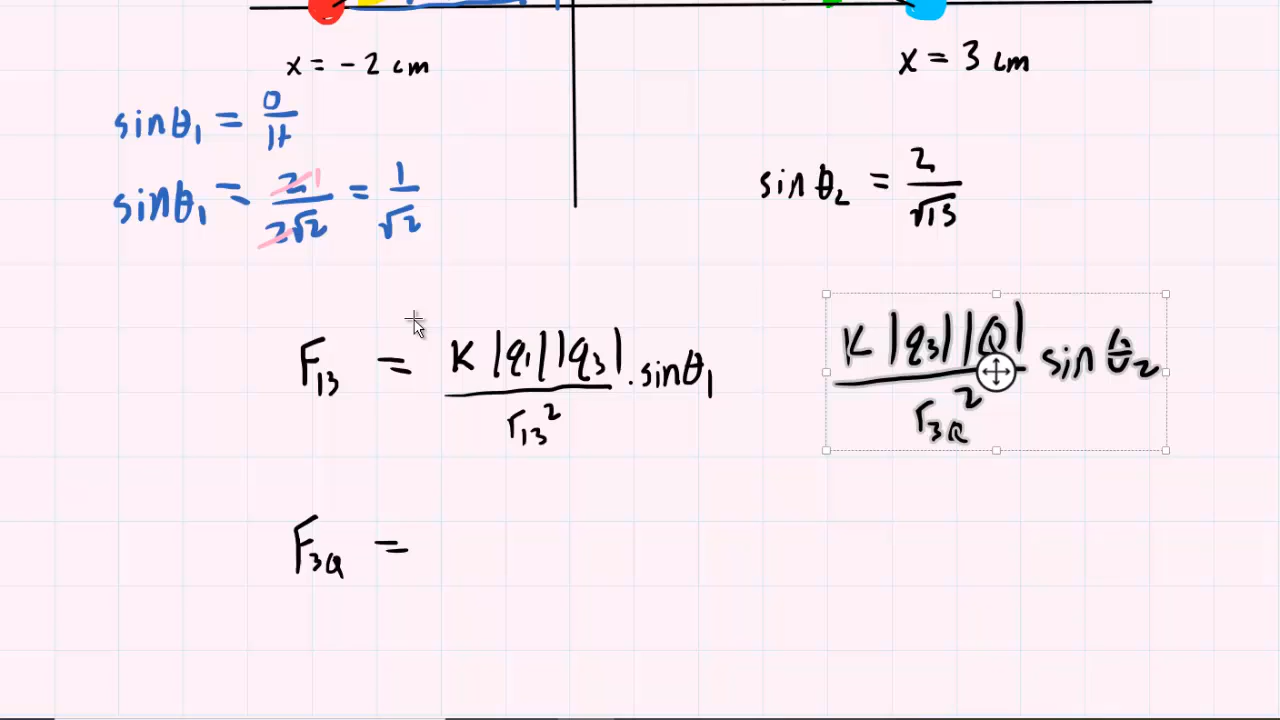 x = -2 cm
x = 3 cm
sinθ₁ = O/H
sinθ₁ = 2 1/2√2 = 1/√2
sinθ₂ = 2/√13
F₁₃ = K |q₁| |q₃|/r₁₃² · sinθ₁
K |q₃| |Q|/r₃Q² sin θ₂
F₃Q =